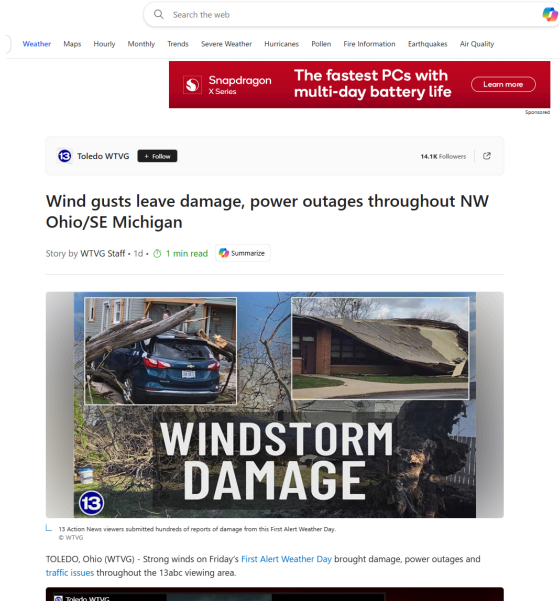 Search the web
Weather Maps Hourly Monthly Trends Severe Weather Hurricanes Pollen Fire Information Earthquakes Air Quality
Snapdragon
X Series
The fastest PCs with
multi-day battery life
Learn more
Sponsored
13 Toledo WTVG + Follow 14.1K Followers
Wind gusts leave damage, power outages throughout NW
Ohio/SE Michigan
Story by WTVG Staff • 1d • 1 min read Summarize
WINDSTORM
DAMAGE
13
13 Action News viewers submitted hundreds of reports of damage from this First Alert Weather Day.
© WTVG
TOLEDO, Ohio (WTVG) - Strong winds on Friday's First Alert Weather Day brought damage, power outages and
traffic issues throughout the 13abc viewing area.
Toledo WTVG